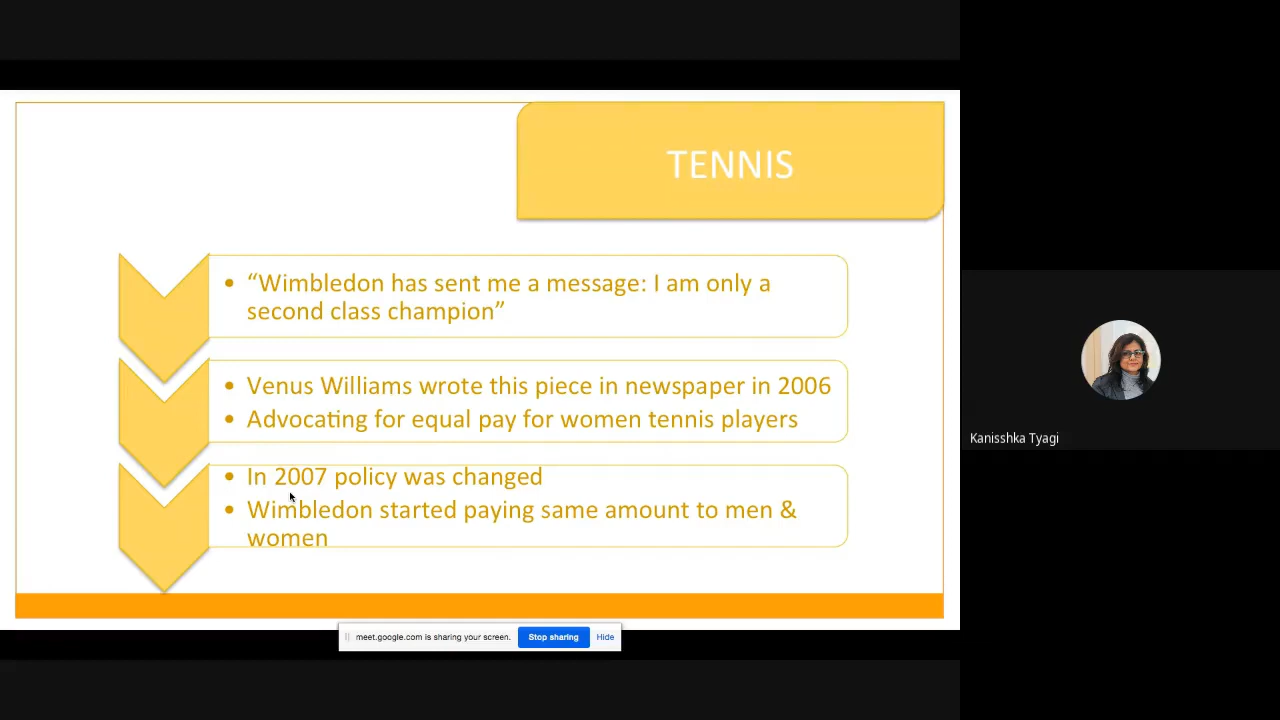 TENNIS
• “Wimbledon has sent me a message: I am only a
second class champion”
• Venus Williams wrote this piece in newspaper in 2006
• Advocating for equal pay for women tennis players
• In 2007 policy was changed
• Wimbledon started paying same amount to men &
women
Kanisshka Tyagi
meet.google.com is sharing your screen. Stop sharing Hide